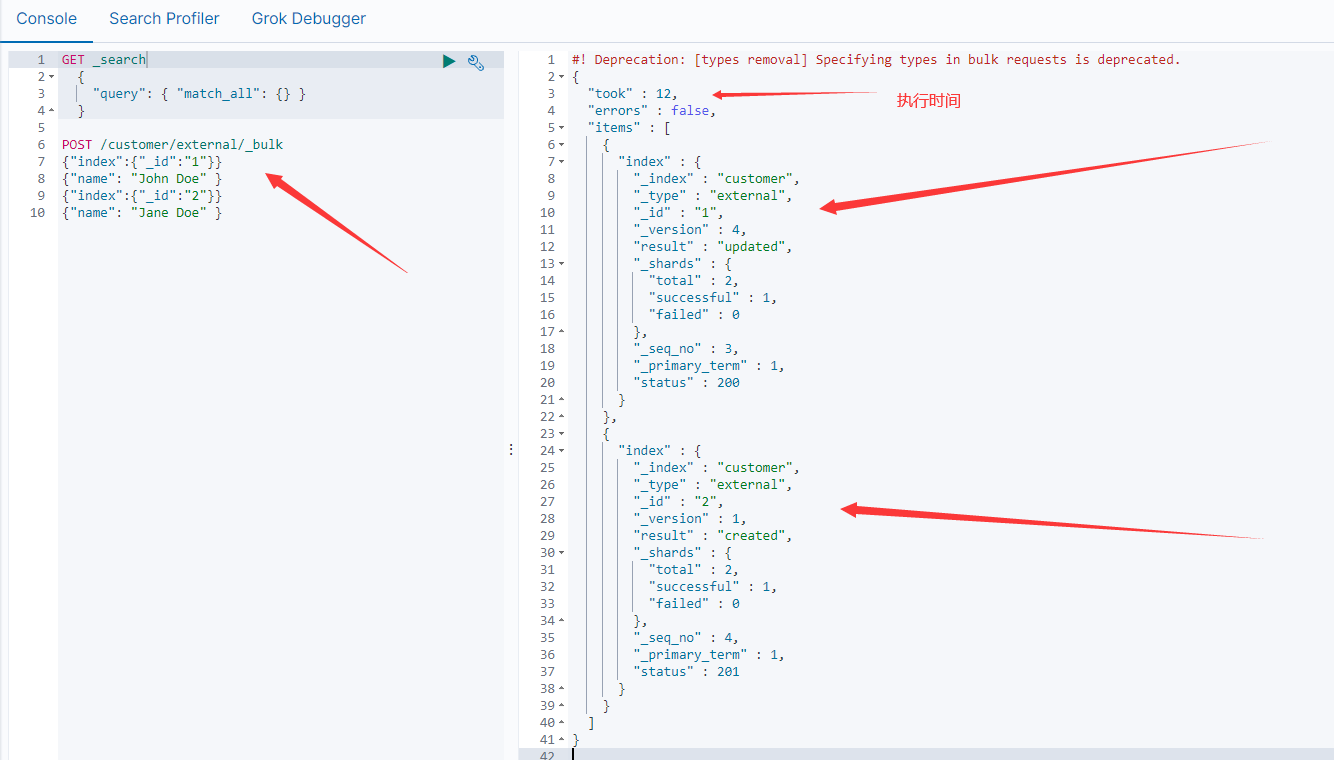 Console Search Profiler Grok Debugger
1 GET _search
2 {
3 "query": { "match_all": {} }
4 }
5
6 POST /customer/external/_bulk
7 {"index":{"_id":"1"}}
8 {"name": "John Doe" }
9 {"index":{"_id":"2"}}
10 {"name": "Jane Doe" }
1 #! Deprecation: [types removal] Specifying types in bulk requests is deprecated.
2 {
3 "took" : 12,
执行时间
4 "errors" : false,
5 "items" : [
6 {
7 "index" : {
8 "_index" : "customer",
9 "_type" : "external",
10 "_id" : "1",
11 "_version" : 4,
12 "result" : "updated",
13 "_shards" : {
14 "total" : 2,
15 "successful" : 1,
16 "failed" : 0
17 },
18 "_seq_no" : 3,
19 "_primary_term" : 1,
20 "status" : 200
21 }
22 },
23 {
24 "index" : {
25 "_index" : "customer",
26 "_type" : "external",
27 "_id" : "2",
28 "_version" : 1,
29 "result" : "created",
30 "_shards" : {
31 "total" : 2,
32 "successful" : 1,
33 "failed" : 0
34 },
35 "_seq_no" : 4,
36 "_primary_term" : 1,
37 "status" : 201
38 }
39 }
40 ]
41 }
42